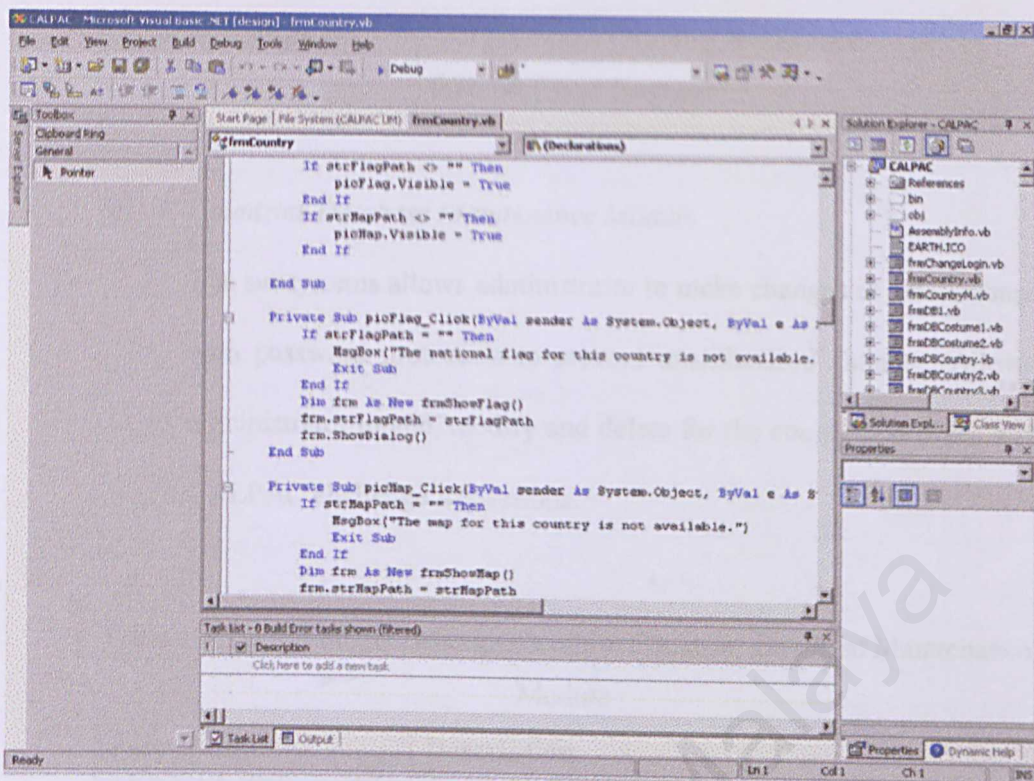 CALPAC - Microsoft Visual Basic .NET [design] - frmCountry.vb
File Edit View Project Build Debug Tools Window Help
Debug
Toolbox
Clipboard Ring
General
Pointer
Server Explorer
Start Page | File System (CALPAC UM) | frmCountry.vb
frmCountry
(Declarations)
If strFlagPath <> "" Then
picFlag.Visible = True
End If
If strMapPath <> "" Then
picMap.Visible = True
End If
End Sub
Private Sub picFlag_Click(ByVal sender As System.Object, ByVal e As
If strFlagPath = "" Then
MsgBox("The national flag for this country is not available.
Exit Sub
End If
Dim frm As New frmShowFlag()
frm.strFlagPath = strFlagPath
frm.ShowDialog()
End Sub
Private Sub picMap_Click(ByVal sender As System.Object, ByVal e As S
If strMapPath = "" Then
MsgBox("The map for this country is not available.")
Exit Sub
End If
Dim frm As New frmShowMap()
frm.strMapPath = strMapPath
Solution Explorer - CALPAC
CALPAC
References
bin
obj
AssemblyInfo.vb
EARTH.ICO
frmChangeLogin.vb
frmCountry.vb
frmCountryM.vb
frmDB1.vb
frmDBCostume1.vb
frmDBCostume2.vb
frmDBCountry.vb
frmDBCountry2.vb
frmDBCountry3.vb
Solution Expl... Class View
Properties
Task List - 0 Build Error tasks shown (filtered)
! Description
Click here to add a new task
Task List Output
Properties Dynamic Help
Ready Ln 1 Col 1 Ch 1
laya